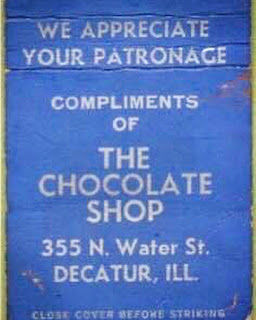 WE APPRECIATE
YOUR PATRONAGE
COMPLIMENTS
OF
THE
CHOCOLATE
SHOP
355 N. Water St.
DECATUR, ILL.
CLOSE COVER BEFORE STRIKING